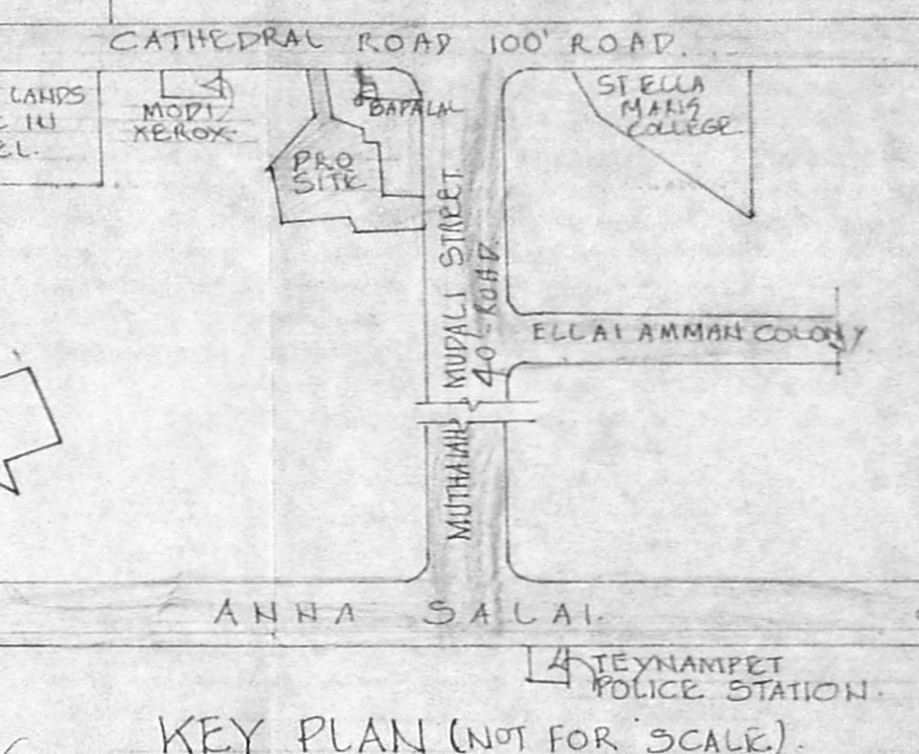 CATHEDRAL ROAD 100' ROAD.
LANDS
EL.
MODI
XEROX
BAPALAL
PRO
SITE
STELLA
MARIS
COLLEGE
MUTHAIAH MUDALI STREET
40'-ROAD
ELLAI AMMAN COLONY
ANNA SALAI.
TEYNAMPET
POLICE STATION.
KEY PLAN (NOT FOR SCALE).